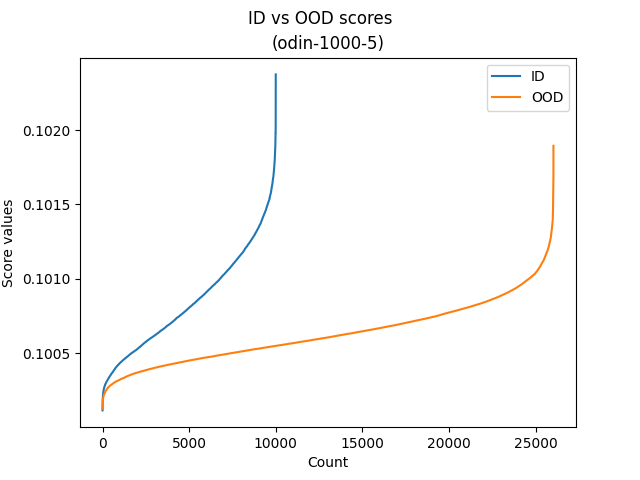 ID vs OOD scores
(odin-1000-5)
ID
OOD
Score values
0.1020
0.1015
0.1010
0.1005
0 5000 10000 15000 20000 25000
Count